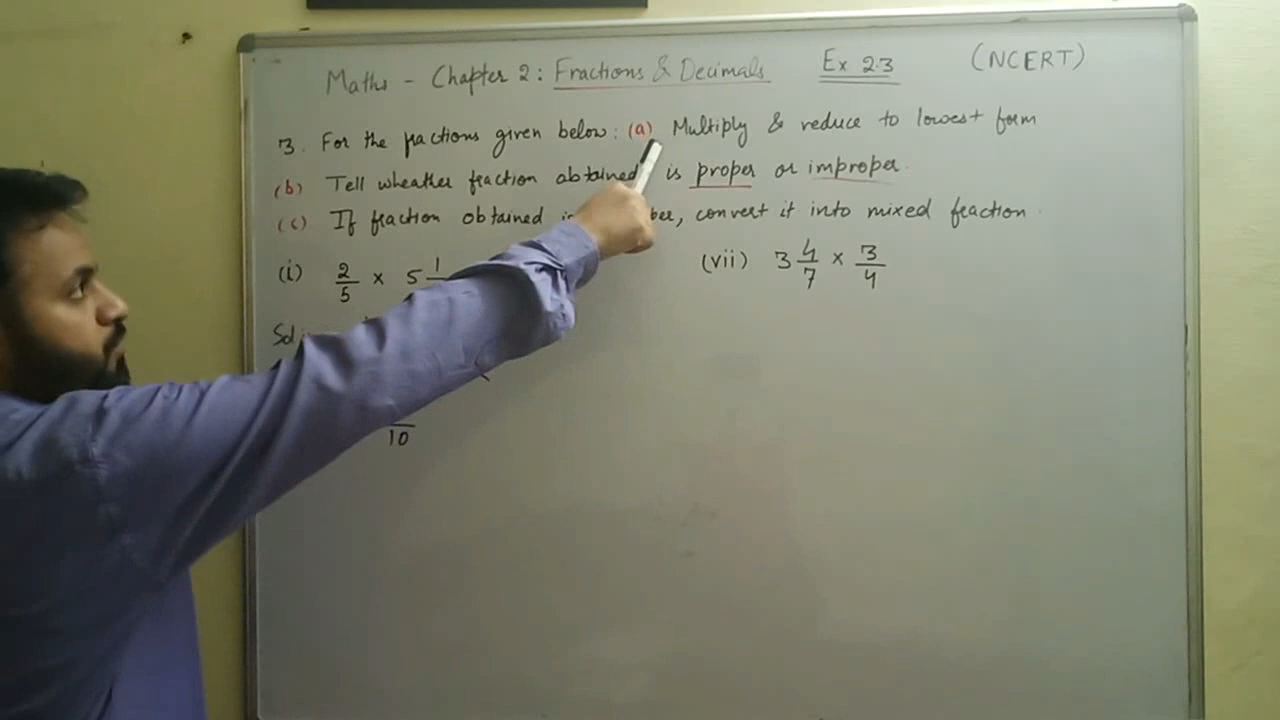 Maths - Chapter 2: Fractions & Decimals Ex 2.3 (NCERT)
3. For the fractions given below: (a) Multiply & reduce to lowest form
(b) Tell wheather fraction obtained is proper or improper.
(c) If fraction obtained , convert it into mixed fraction.
(i) 2/5 × 5 1 (vii) 3 4/7 × 3/4
Sol
10